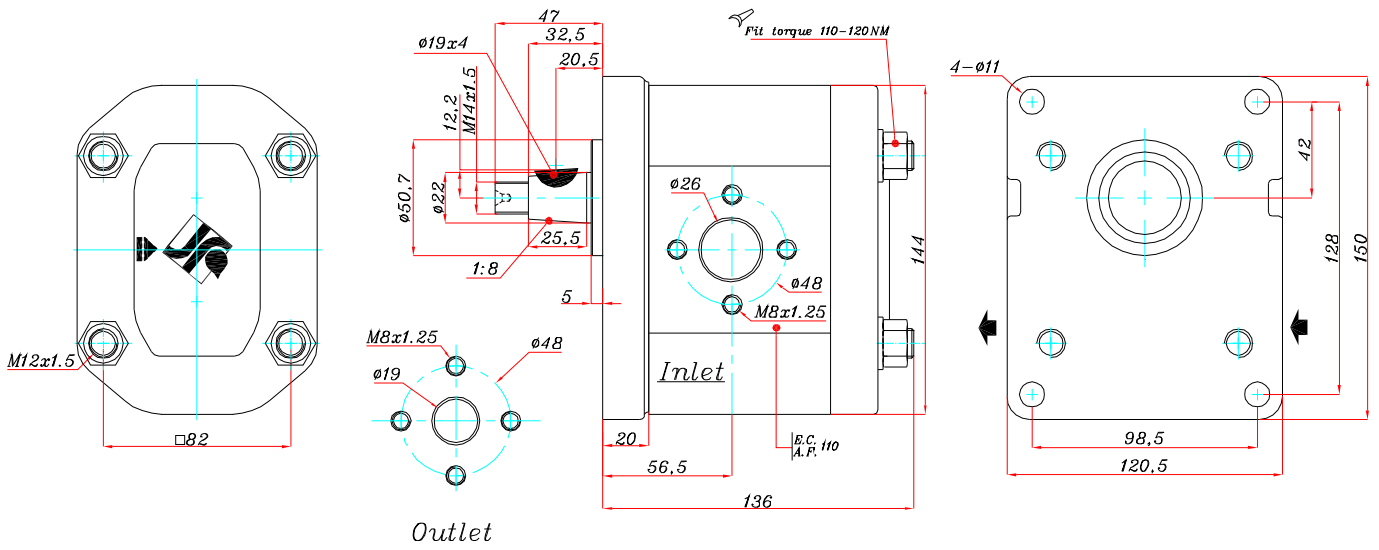 M12x1.5
□82
47
32,5
20,5
ø19x4
12,2
M14x1.5
ø50,7
ø22
25,5
1:8
5
Fit torque 110-120NM
ø26
ø48
M8x1.25
144
Inlet
20
56,5
136
E.C.
A.F. 110
M8x1.25
ø48
ø19
Outlet
4-ø11
42
128
150
98,5
120,5